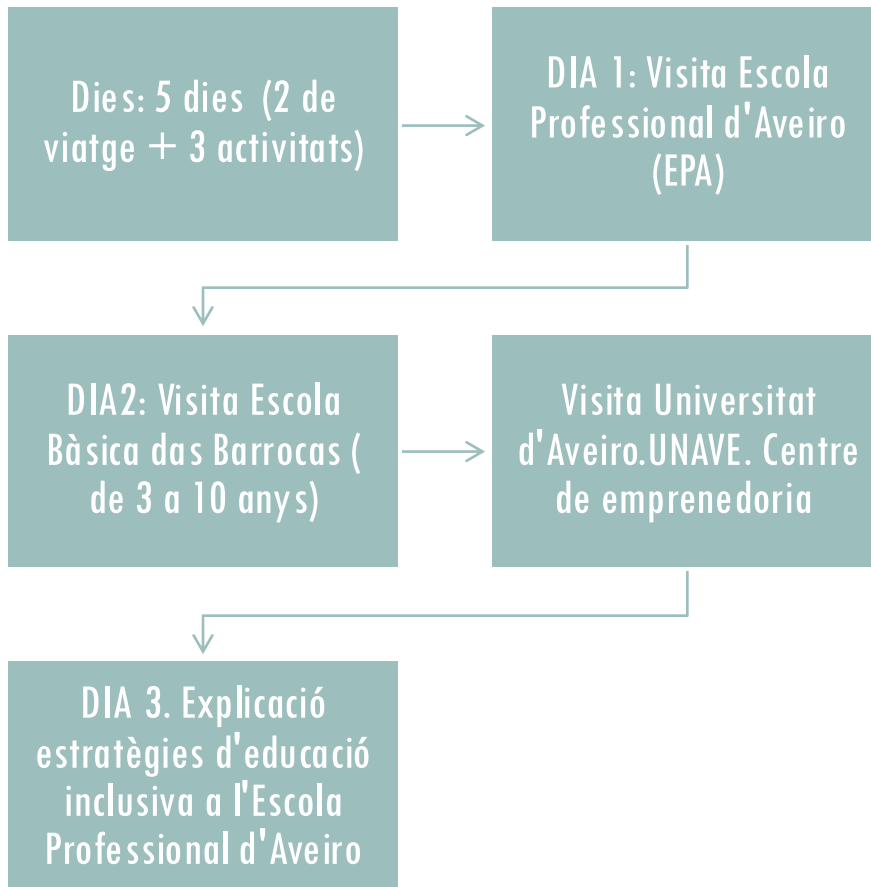 Dies: 5 dies (2 de
viatge + 3 activitats)
DIA 1: Visita Escola
Professional d'Aveiro
(EPA)
DIA2: Visita Escola
Bàsica das Barrocas (
de 3 a 10 anys)
Visita Universitat
d'Aveiro.UNAVE. Centre
de emprenedoria
DIA 3. Explicació
estratègies d'educació
inclusiva a l'Escola
Professional d'Aveiro